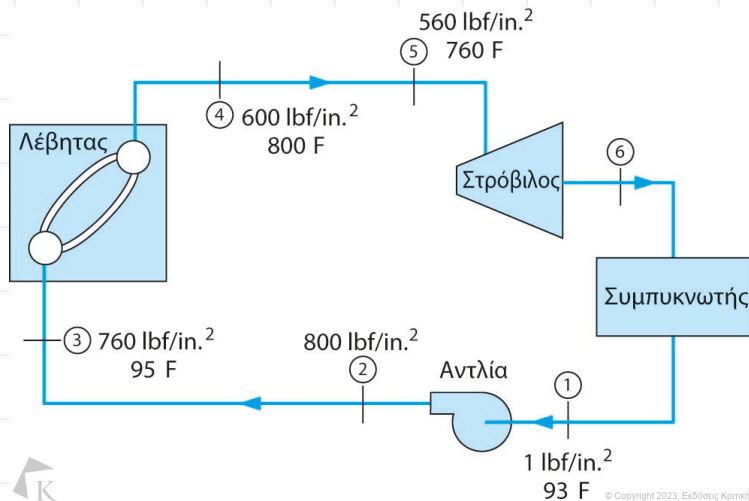 560 lbf/in.²
5 760 F
4 600 lbf/in.²
800 F
Λέβητας
6
Στρόβιλος
Συμπυκνωτής
3 760 lbf/in.²
95 F
800 lbf/in.²
2
Αντλία
1
1 lbf/in.²
93 F
K
© Copyright 2023, Εκδόσεις Κριτική